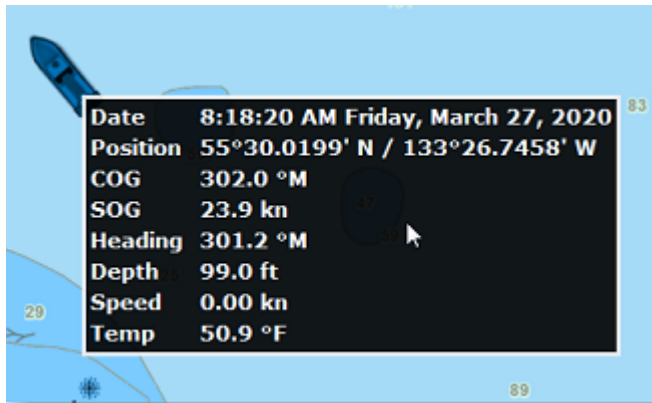 83
Date 8:18:20 AM Friday, March 27, 2020
Position 55°30.0199' N / 133°26.7458' W
COG 302.0 °M
SOG 23.9 kn
Heading 301.2 °M
Depth 99.0 ft
Speed 0.00 kn
Temp 50.9 °F
29
89